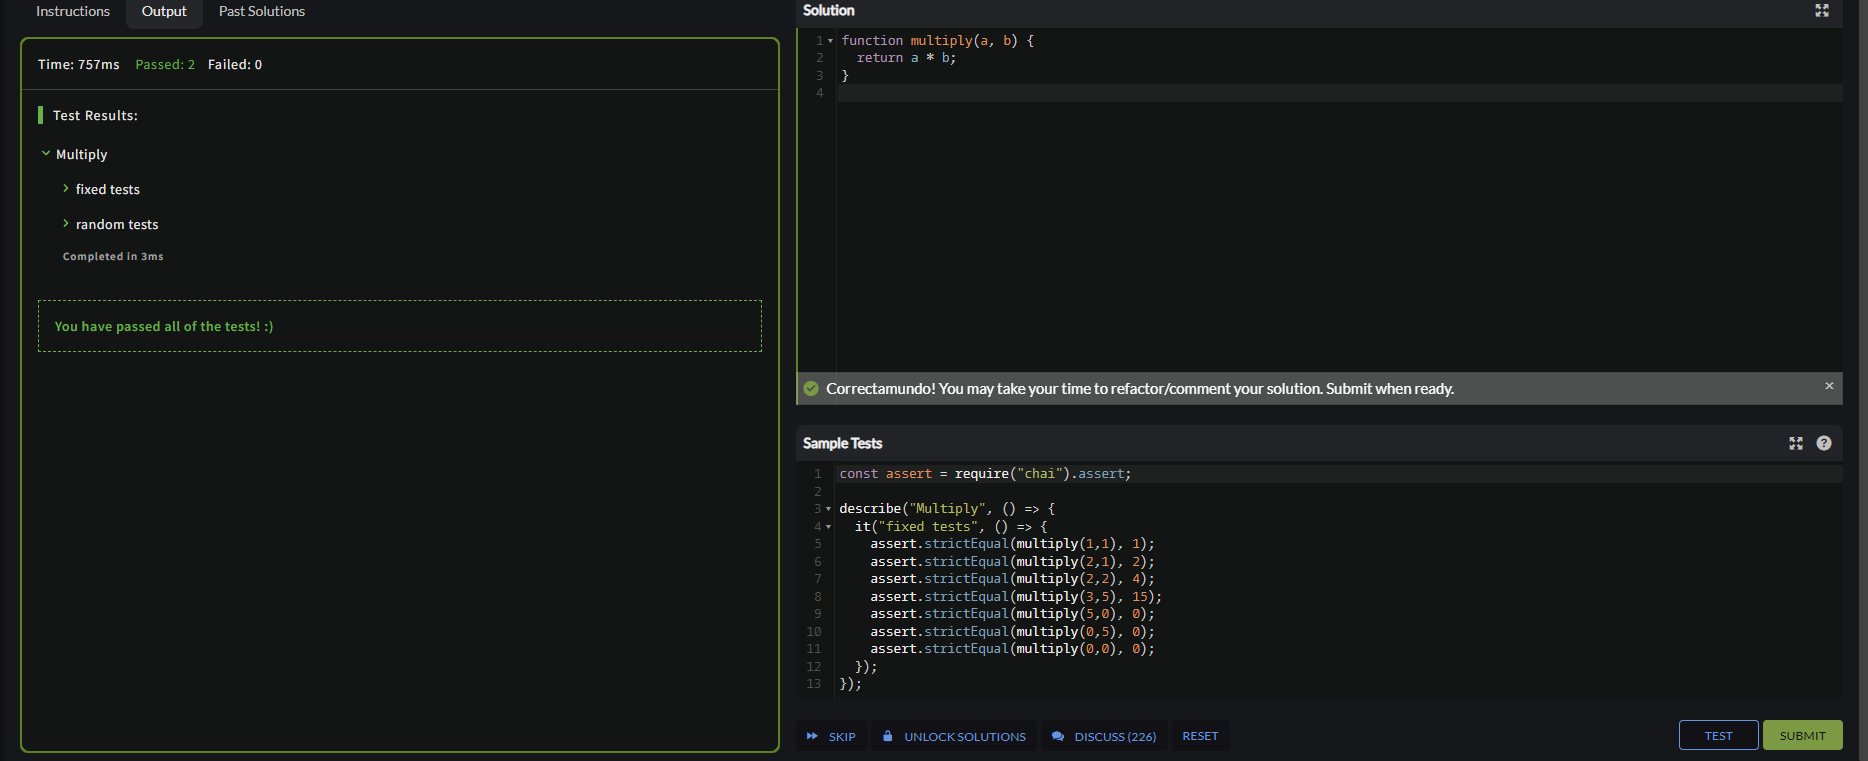 Instructions Output Past Solutions
Time: 757ms Passed: 2 Failed: 0
Test Results:
Multiply
fixed tests
random tests
Completed in 3ms
You have passed all of the tests! :)
Solution
1 function multiply(a, b) {
2   return a * b;
3 }
4
Correctamundo! You may take your time to refactor/comment your solution. Submit when ready.
Sample Tests
1 const assert = require("chai").assert;
2
3 describe("Multiply", () => {
4   it("fixed tests", () => {
5     assert.strictEqual(multiply(1,1), 1);
6     assert.strictEqual(multiply(2,1), 2);
7     assert.strictEqual(multiply(2,2), 4);
8     assert.strictEqual(multiply(3,5), 15);
9     assert.strictEqual(multiply(5,0), 0);
10     assert.strictEqual(multiply(0,5), 0);
11     assert.strictEqual(multiply(0,0), 0);
12   });
13 });
SKIP UNLOCK SOLUTIONS DISCUSS (226) RESET TEST SUBMIT